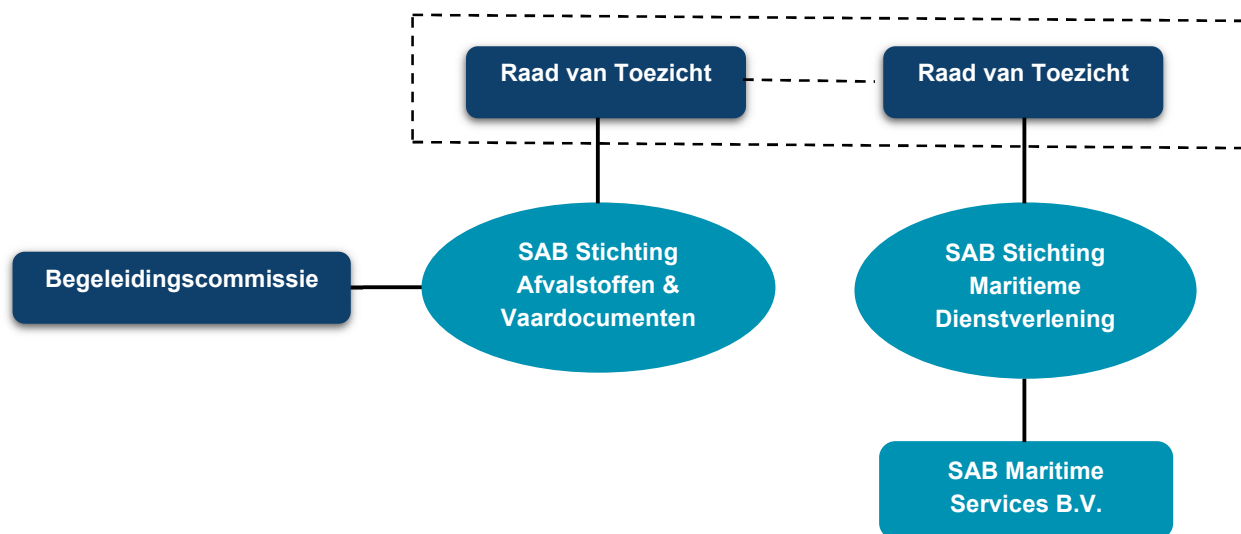 Raad van Toezicht
Raad van Toezicht
Begeleidingscommissie
SAB Stichting
Afvalstoffen &
Vaardocumenten
SAB Stichting
Maritieme
Dienstverlening
SAB Maritime
Services B.V.